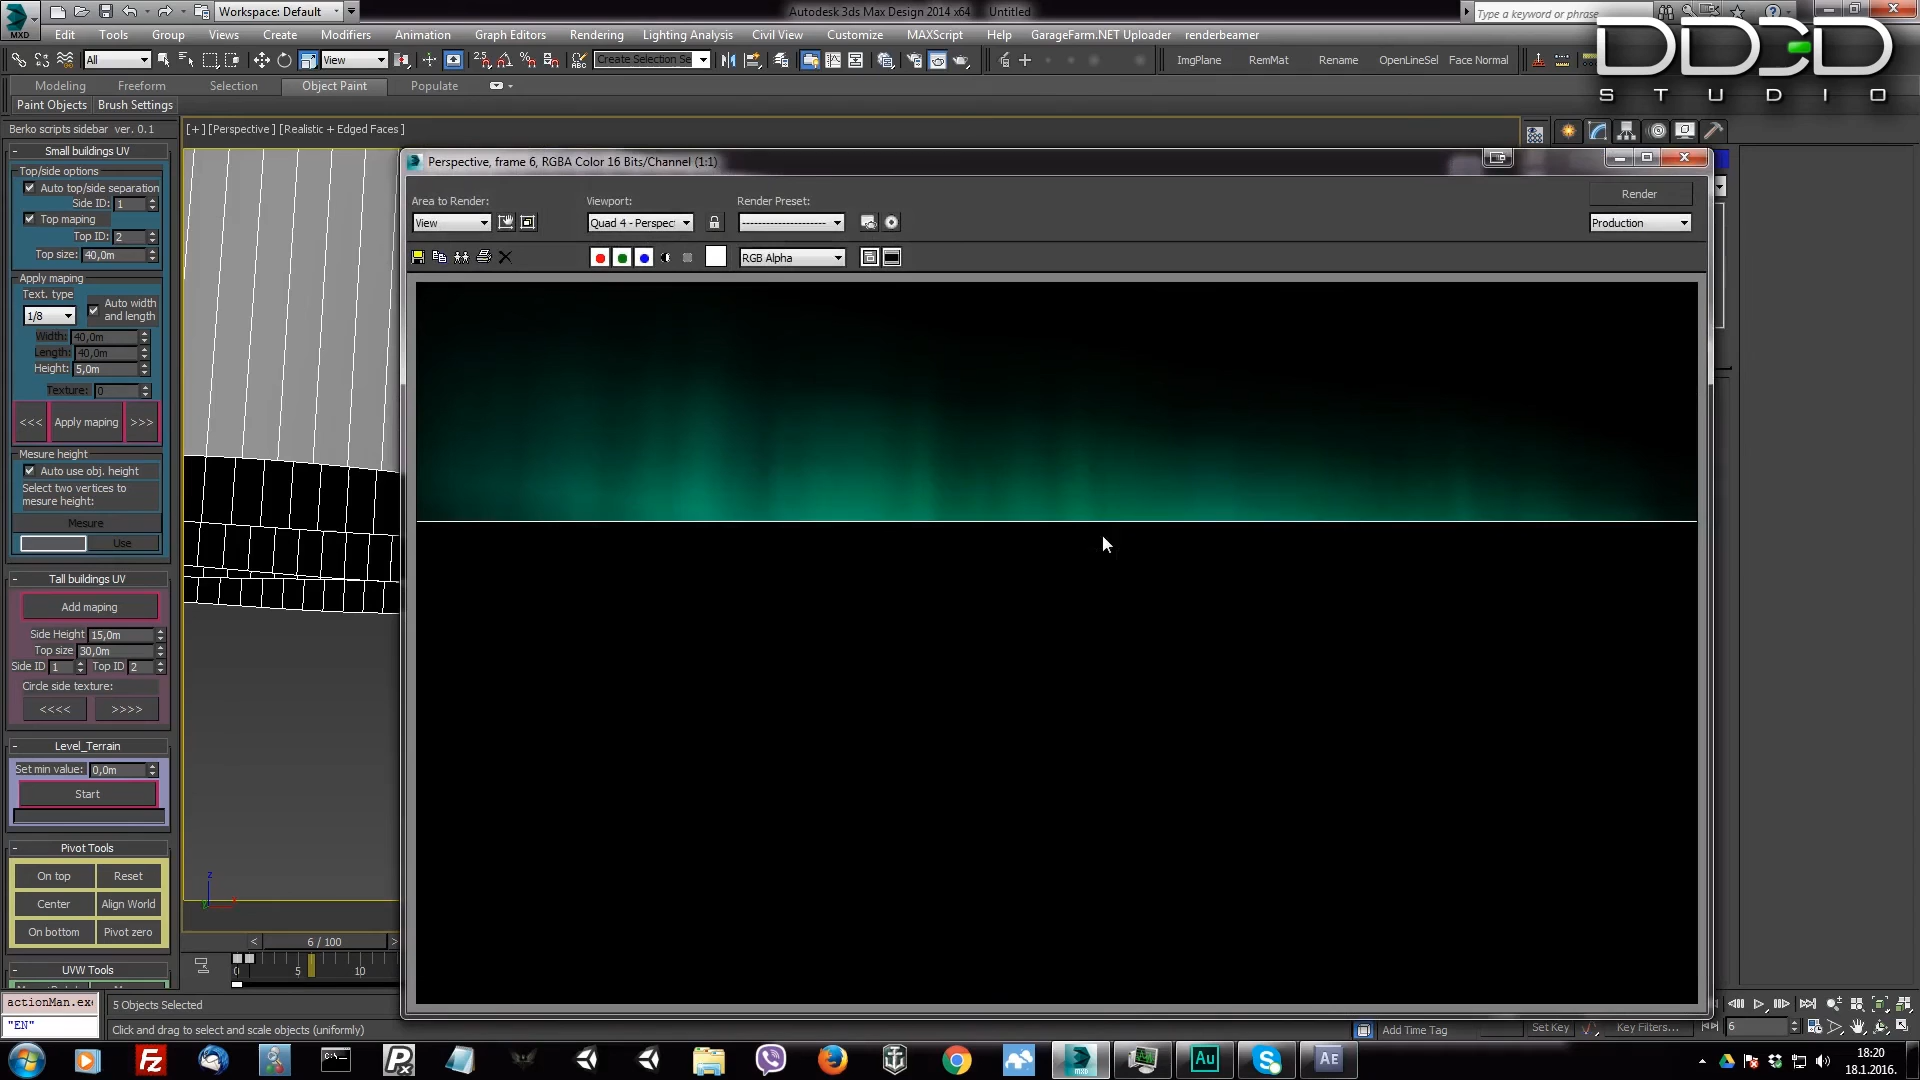 Workspace: Default
Autodesk 3ds Max Design 2014 x64 Untitled
Type a keyword or phrase
MXD
Edit Tools Group Views Create Modifiers Animation Graph Editors Rendering Lighting Analysis Civil View Customize MAXScript Help GarageFarm.NET Uploader renderbeamer
DD3D
STUDIO
All
View
Create Selection Se
ImgPlane RemMat Rename OpenLineSel Face Normal
Modeling Freeform Selection Object Paint Populate
Paint Objects Brush Settings
Berko scripts sidebar ver. 0.1
[+] [Perspective] [Realistic + Edged Faces]
Small buildings UV
Top/side options
Auto top/side separation
Side ID: 1
Top maping
Top ID: 2
Top size: 40,0m
Apply maping
Text. type
1/8
Auto width and length
Width: 40,0m
Length: 40,0m
Height: 5,0m
Texture: 0
<<< Apply maping >>>
Mesure height
Auto use obj. height
Select two vertices to
mesure height:
Mesure
Use
Tall buildings UV
Add maping
Side Height 15,0m
Top size 30,0m
Side ID 1 Top ID 2
Circle side texture:
<<<< >>>>
Level_Terrain
Set min value: 0,0m
Start
Pivot Tools
On top Reset
Center Align World
On bottom Pivot zero
UVW Tools
Perspective, frame 6, RGBA Color 16 Bits/Channel (1:1)
Area to Render:
View
Viewport:
Quad 4 - Perspec
Render Preset:
Render
Production
RGB Alpha
z
6 / 100
0 5 10
actionMan.exe
"EN"
5 Objects Selected
Click and drag to select and scale objects (uniformly)
Add Time Tag
Set Key
Key Filters...
6
Au
AE
18:20
18.1.2016.